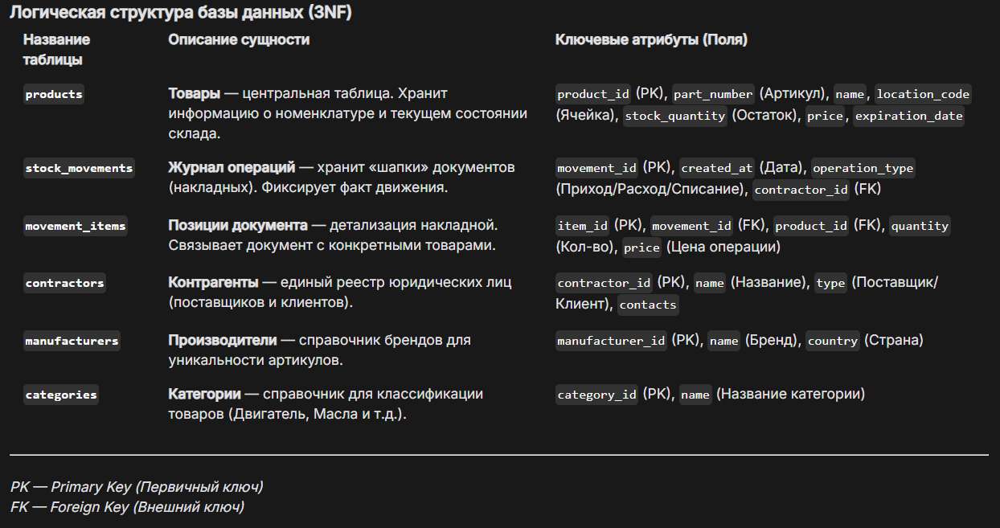 Логическая структура базы данных (3NF)
Название таблицы Описание сущности Ключевые атрибуты (Поля)
products Товары — центральная таблица. Хранит информацию о номенклатуре и текущем состоянии склада. product_id (PK), part_number (Артикул), name, location_code (Ячейка), stock_quantity (Остаток), price, expiration_date
stock_movements Журнал операций — хранит «шапки» документов (накладных). Фиксирует факт движения. movement_id (PK), created_at (Дата), operation_type (Приход/Расход/Списание), contractor_id (FK)
movement_items Позиции документа — детализация накладной. Связывает документ с конкретными товарами. item_id (PK), movement_id (FK), product_id (FK), quantity (Кол-во), price (Цена операции)
contractors Контрагенты — единый реестр юридических лиц (поставщиков и клиентов). contractor_id (PK), name (Название), type (Поставщик/Клиент), contacts
manufacturers Производители — справочник брендов для уникальности артикулов. manufacturer_id (PK), name (Бренд), country (Страна)
categories Категории — справочник для классификации товаров (Двигатель, Масла и т.д.). category_id (PK), name (Название категории)
PK — Primary Key (Первичный ключ)
FK — Foreign Key (Внешний ключ)